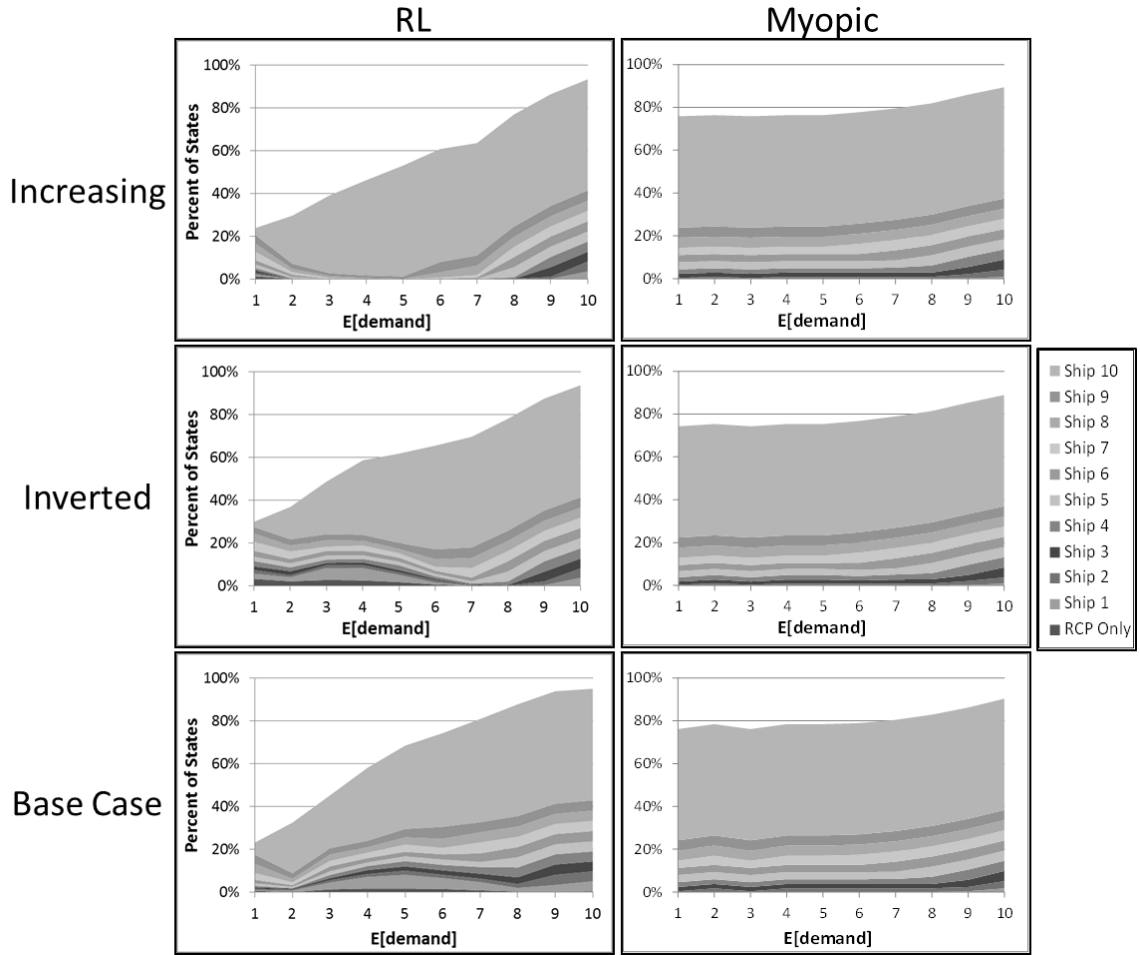 RL
Myopic
Increasing
Percent of States
100%
80%
60%
40%
20%
0%
1 2 3 4 5 6 7 8 9 10
E[demand]
100%
80%
60%
40%
20%
0%
1 2 3 4 5 6 7 8 9 10
E[demand]
Inverted
Percent of States
100%
80%
60%
40%
20%
0%
1 2 3 4 5 6 7 8 9 10
E[demand]
100%
80%
60%
40%
20%
0%
1 2 3 4 5 6 7 8 9 10
E[demand]
Ship 10
Ship 9
Ship 8
Ship 7
Ship 6
Ship 5
Ship 4
Ship 3
Ship 2
Ship 1
RCP Only
Base Case
Percent of States
100%
80%
60%
40%
20%
0%
1 2 3 4 5 6 7 8 9 10
E[demand]
100%
80%
60%
40%
20%
0%
1 2 3 4 5 6 7 8 9 10
E[demand]